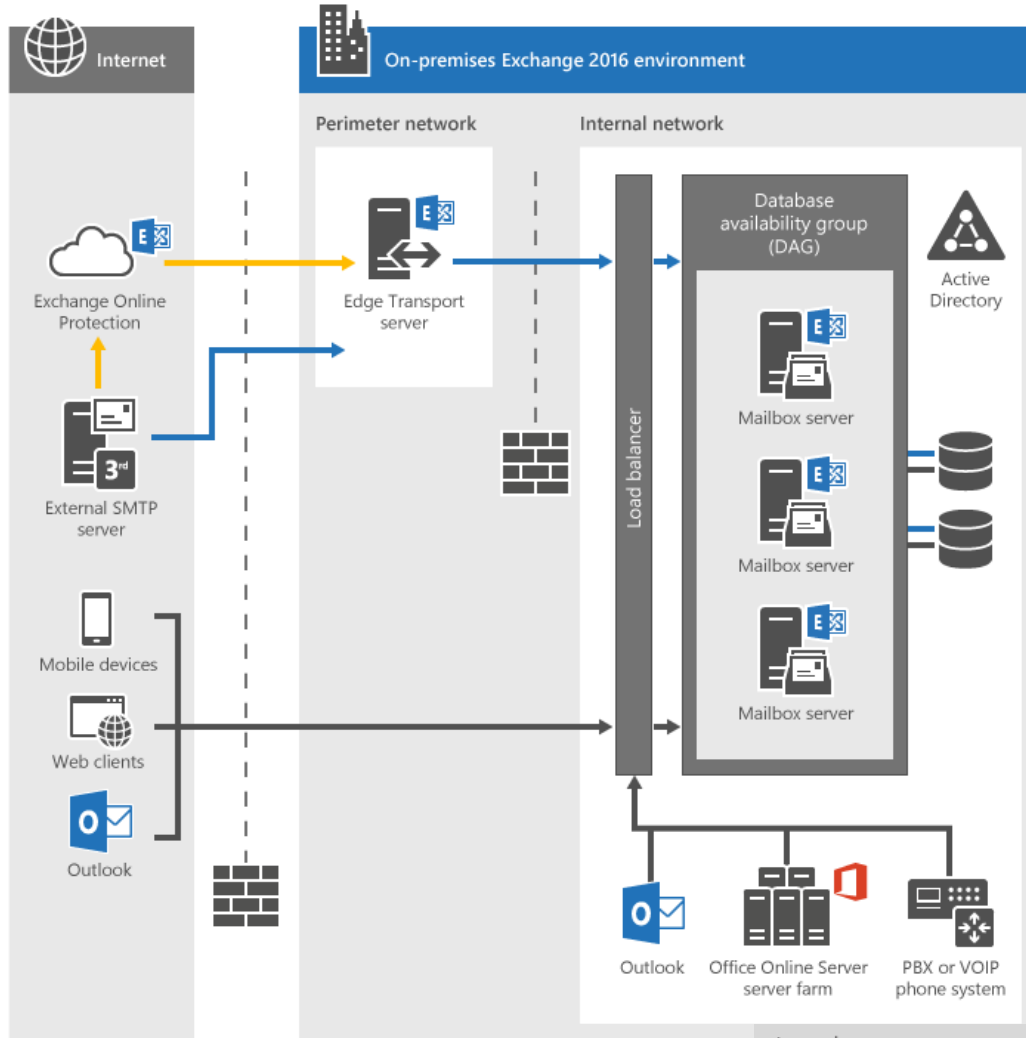 Internet
On-premises Exchange 2016 environment
Perimeter network
Internal network
Database
availability group
(DAG)
E
E
Exchange Online
Protection
Edge Transport
server
Active
Directory
E
Mailbox server
3rd
External SMTP
server
Load balancer
E
Mailbox server
Mobile devices
E
Mailbox server
Web clients
O
Outlook
O
Outlook
Office Online Server
server farm
PBX or VOIP
phone system